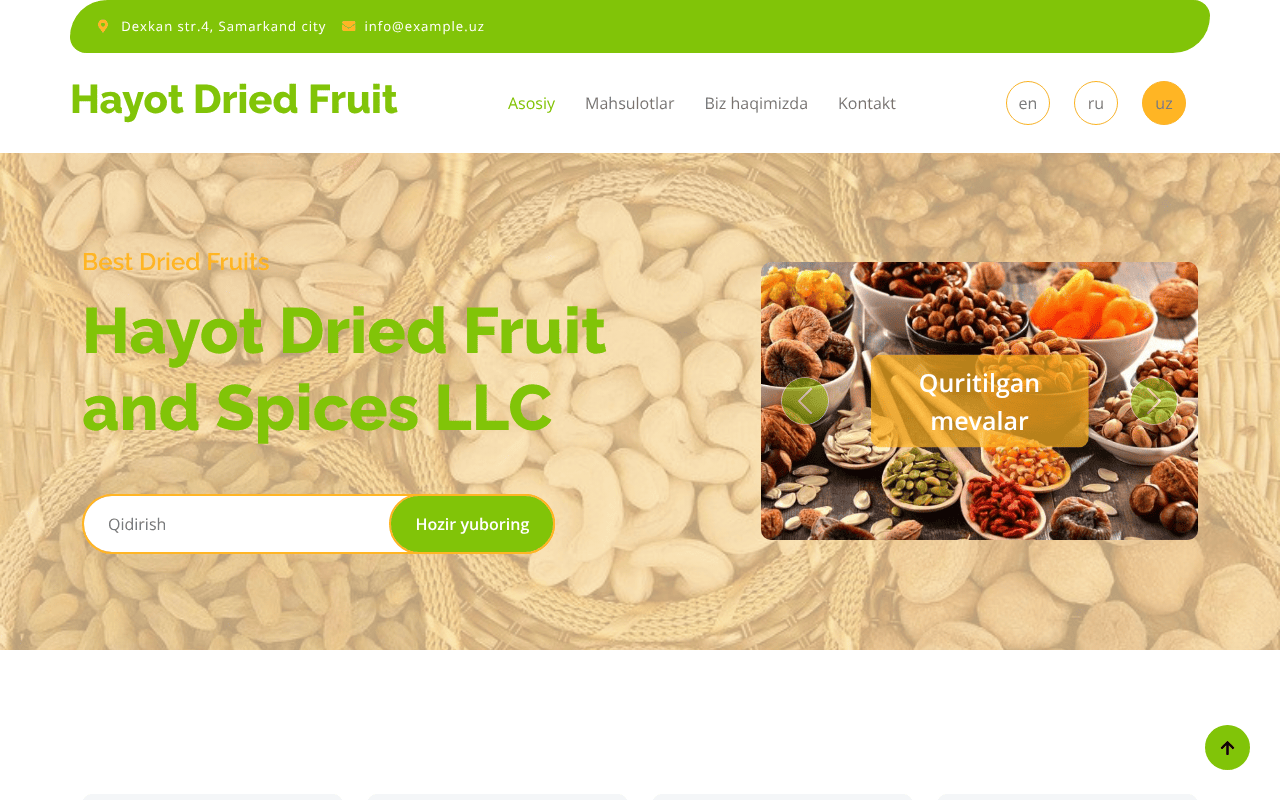 Dexkan str.4, Samarkand city info@example.uz
Hayot Dried Fruit
Asosiy Mahsulotlar Biz haqimizda Kontakt
en ru uz
Best Dried Fruits
Hayot Dried Fruit
and Spices LLC
Qidirish
Hozir yuboring
Quritilgan
mevalar